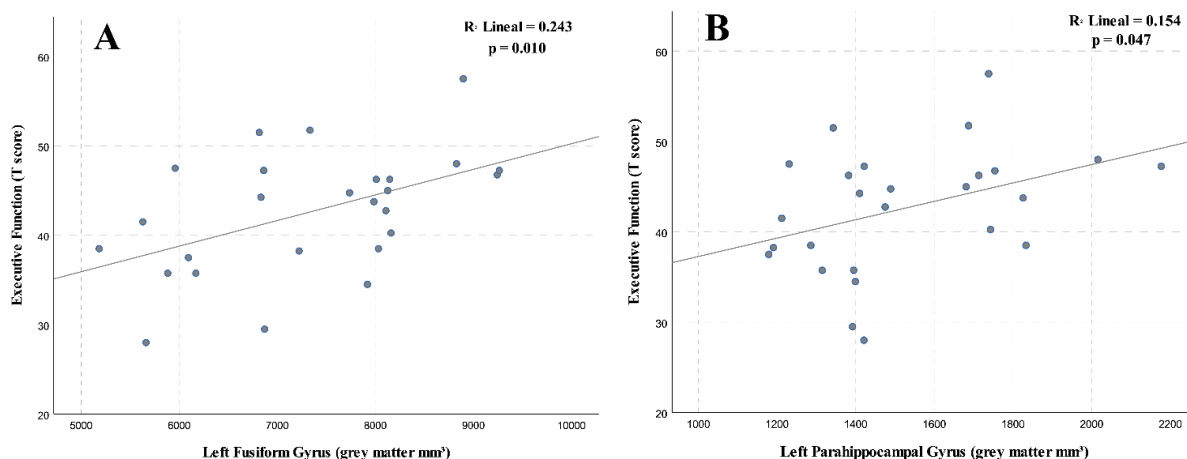 A
R² Lineal = 0.243
p = 0.010
Executive Function (T score)
60
50
40
30
20
5000 6000 7000 8000 9000 10000
Left Fusiform Gyrus (grey matter mm³)
B
R² Lineal = 0.154
p = 0.047
Executive Function (T score)
60
50
40
30
20
1000 1200 1400 1600 1800 2000
Left Parahippocampal Gyrus (grey matter mm³)